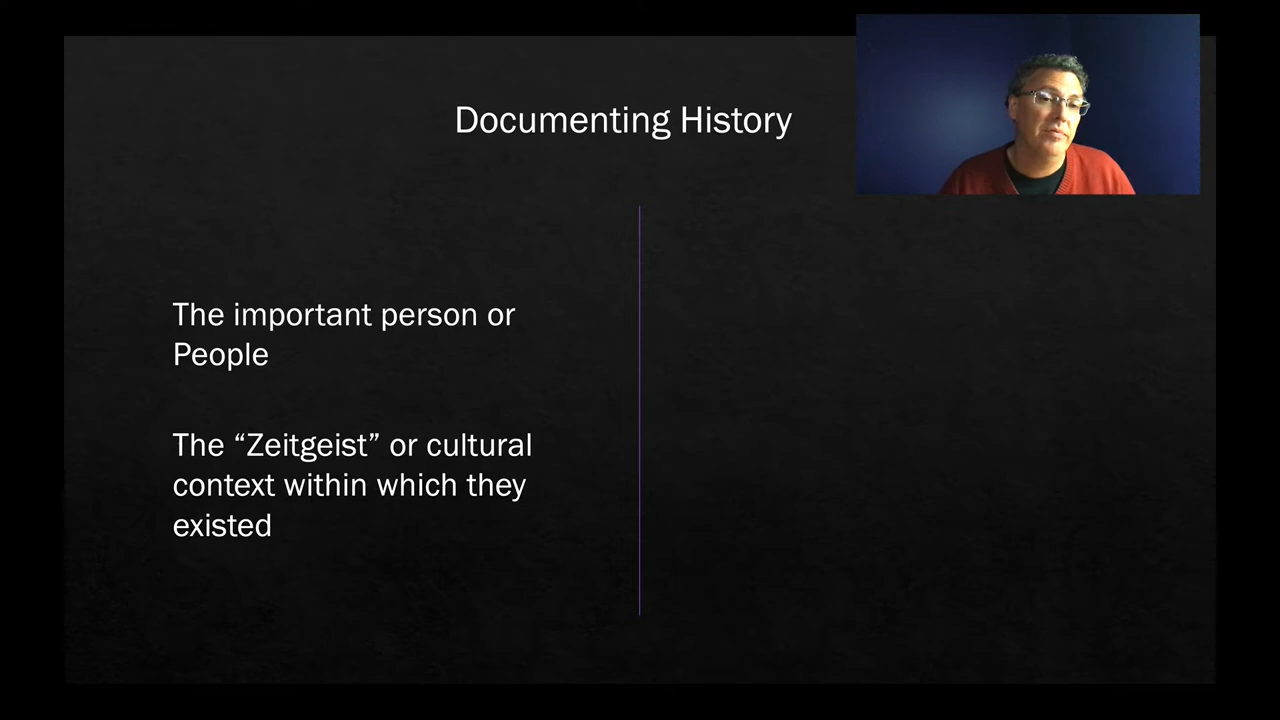 Documenting History
The important person or
People
The “Zeitgeist” or cultural
context within which they
existed